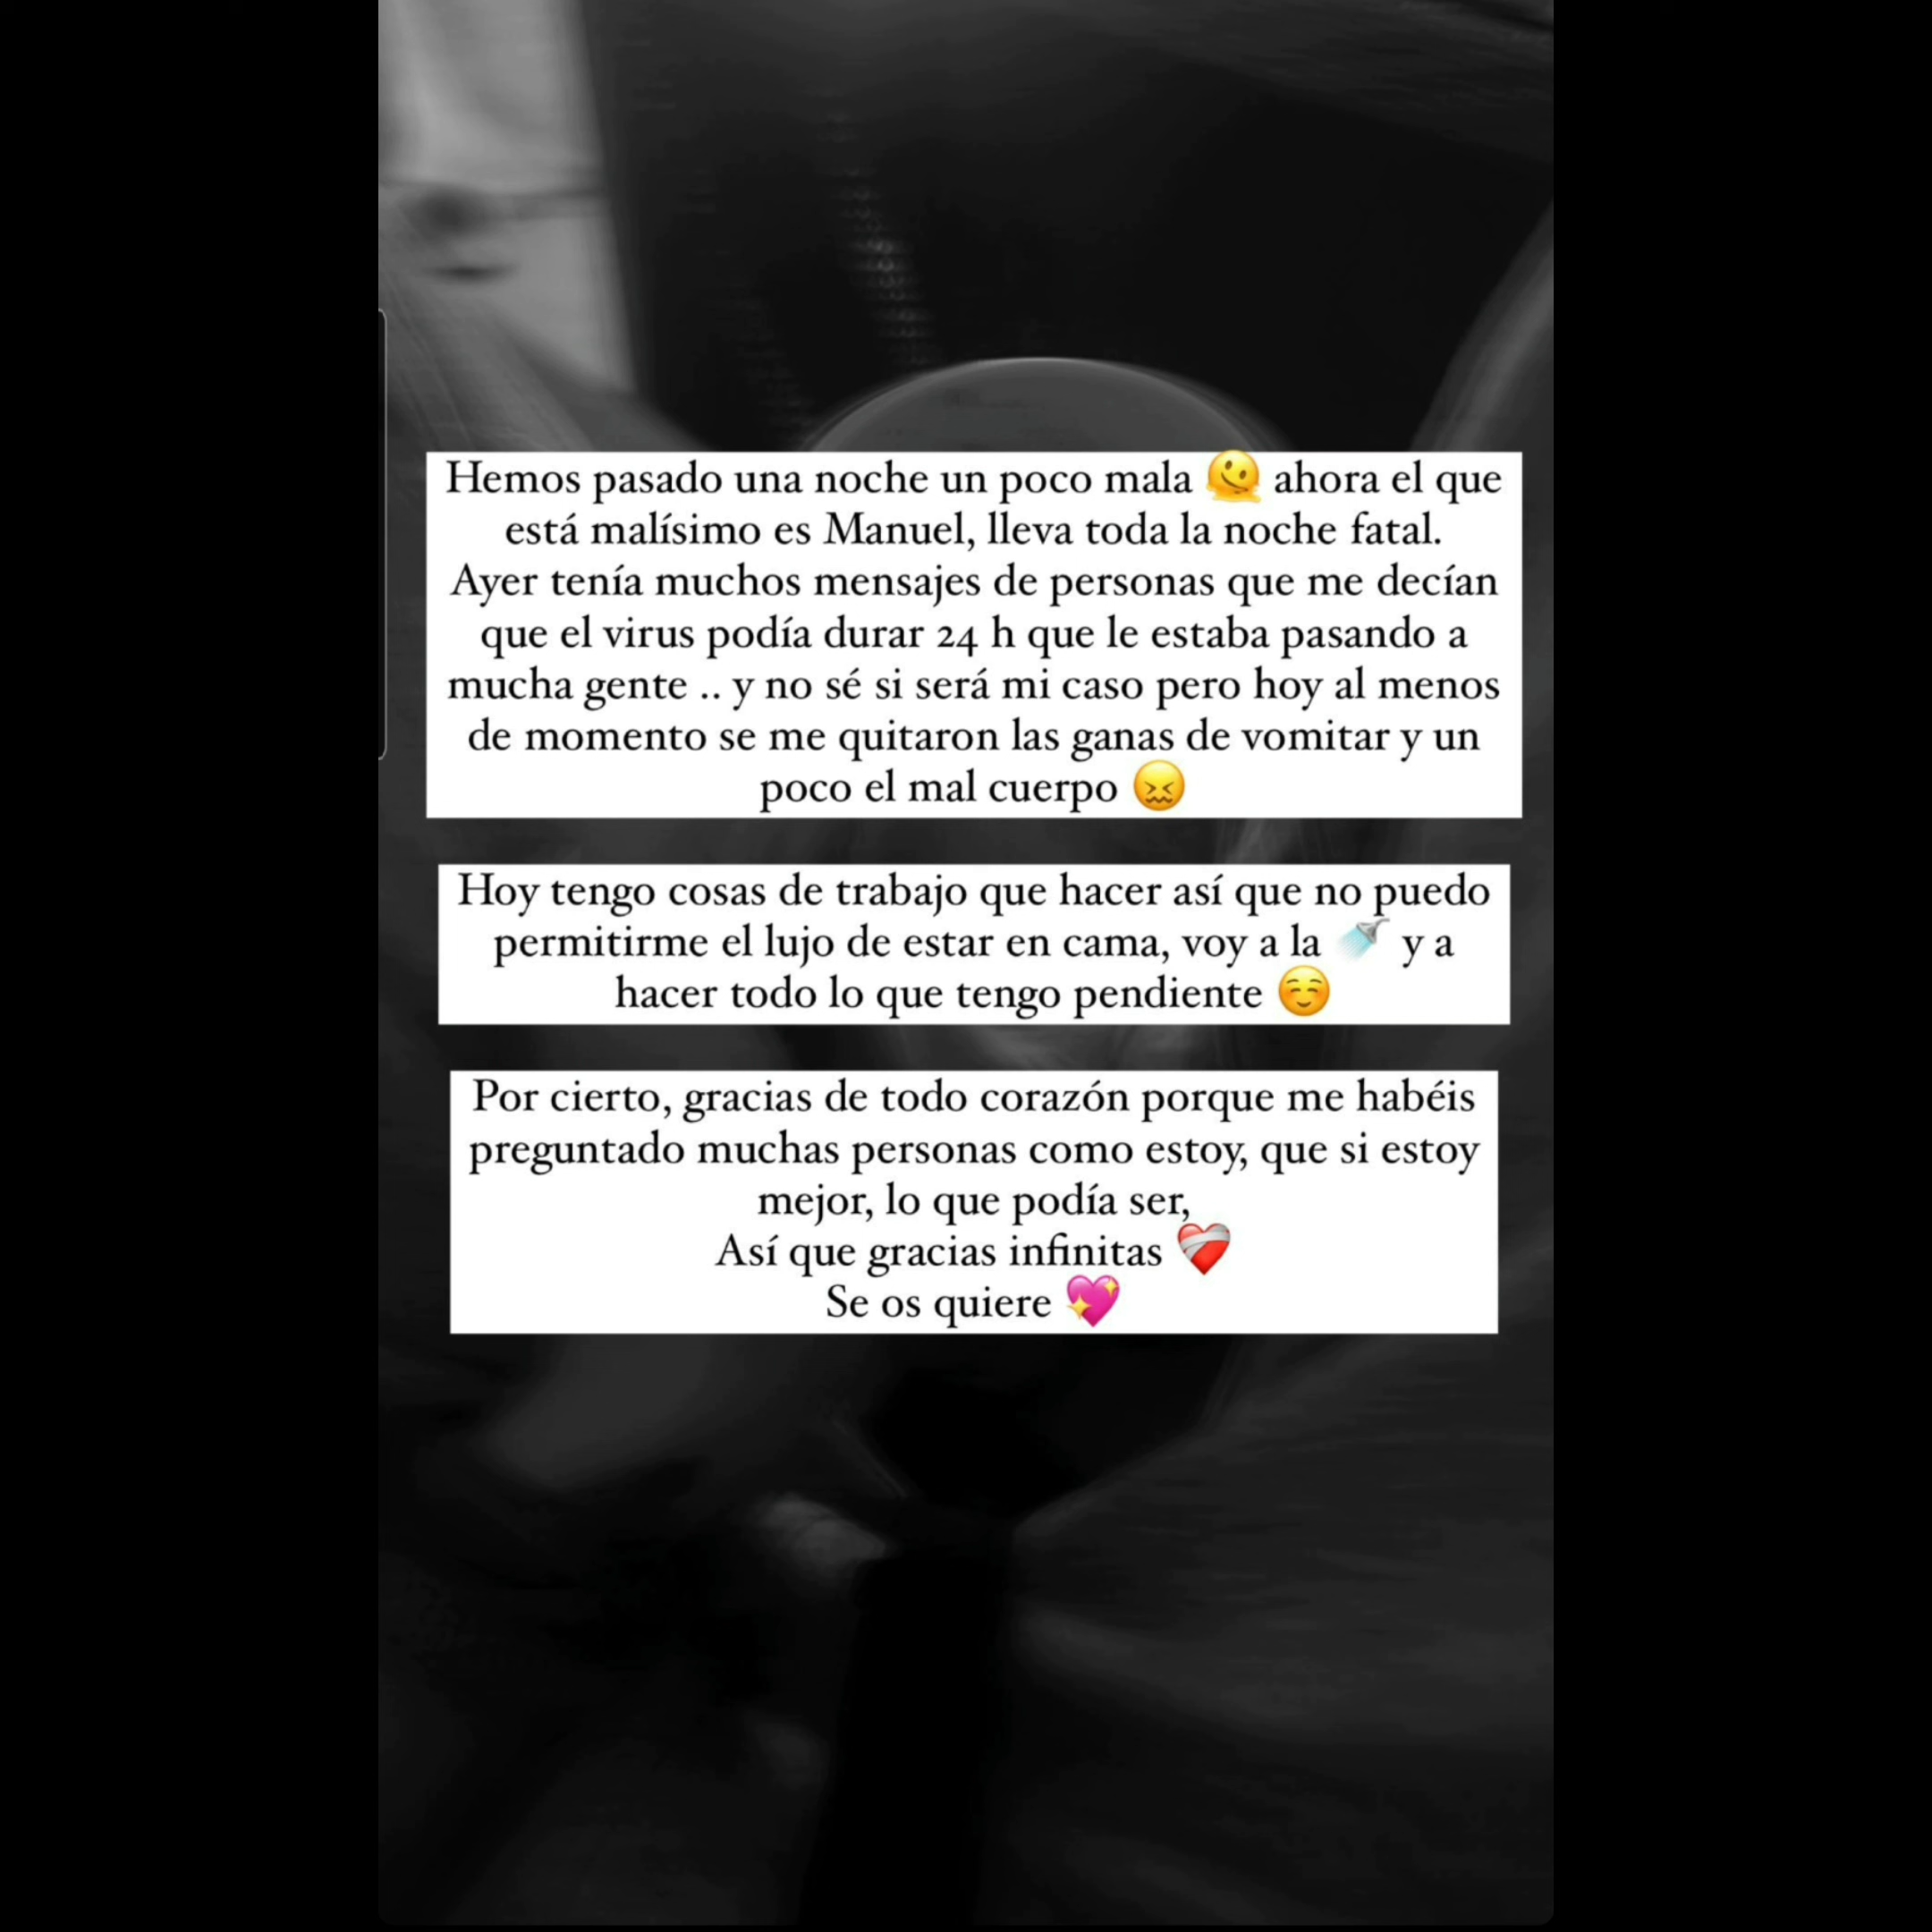 Hemos pasado una noche un poco mala 🫠 ahora el que
está malísimo es Manuel, lleva toda la noche fatal.
Ayer tenía muchos mensajes de personas que me decían
que el virus podía durar 24 h que le estaba pasando a
mucha gente .. y no sé si será mi caso pero hoy al menos
de momento se me quitaron las ganas de vomitar y un
poco el mal cuerpo 😖
Hoy tengo cosas de trabajo que hacer así que no puedo
permitirme el lujo de estar en cama, voy a la 🚿 y a
hacer todo lo que tengo pendiente ☺️
Por cierto, gracias de todo corazón porque me habéis
preguntado muchas personas como estoy, que si estoy
mejor, lo que podía ser,
Así que gracias infinitas ❤️‍🩹
Se os quiere 💖